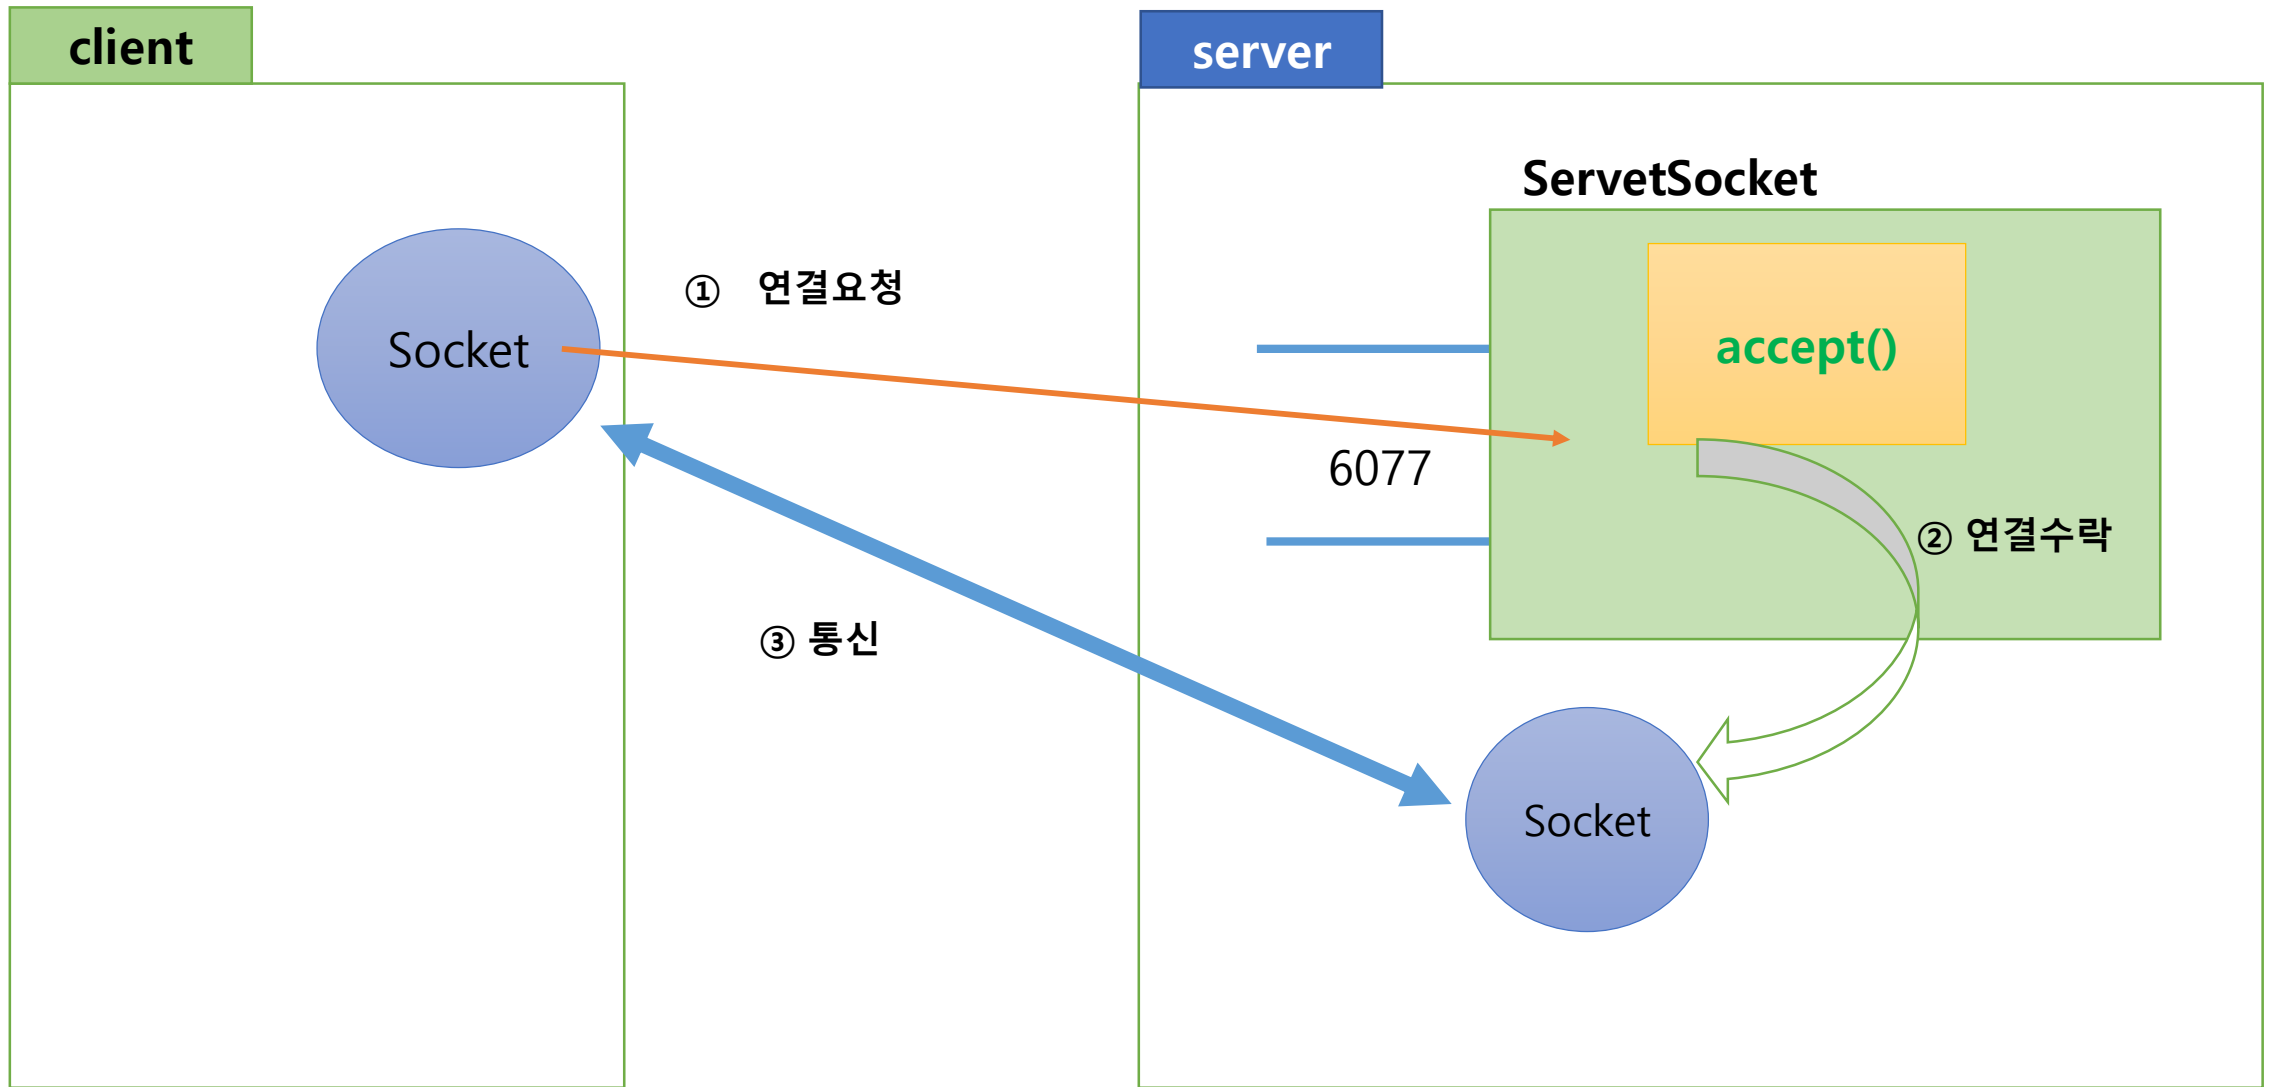 client
server
ServetSocket
① 연결요청
Socket
accept()
6077
② 연결수락
③ 통신
Socket